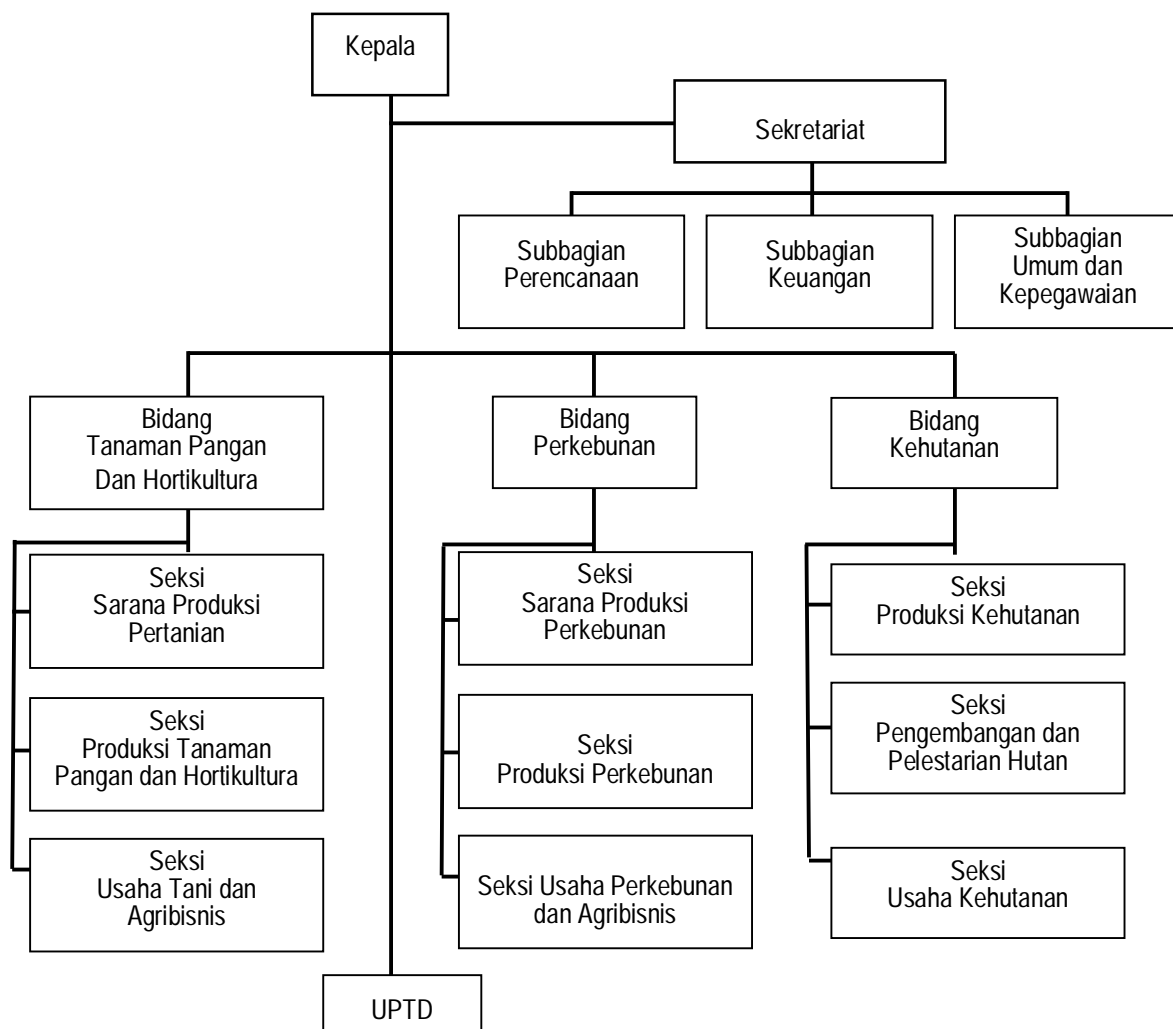 Kepala
Sekretariat
Subbagian
Perencanaan
Subbagian
Keuangan
Subbagian
Umum dan
Kepegawaian
Bidang
Tanaman Pangan
Dan Hortikultura
Bidang
Perkebunan
Bidang
Kehutanan
Seksi
Sarana Produksi
Pertanian
Seksi
Sarana Produksi
Perkebunan
Seksi
Produksi Kehutanan
Seksi
Produksi Tanaman
Pangan dan Hortikultura
Seksi
Produksi Perkebunan
Seksi
Pengembangan dan
Pelestarian Hutan
Seksi
Usaha Tani dan
Agribisnis
Seksi Usaha Perkebunan
dan Agribisnis
Seksi
Usaha Kehutanan
UPTD